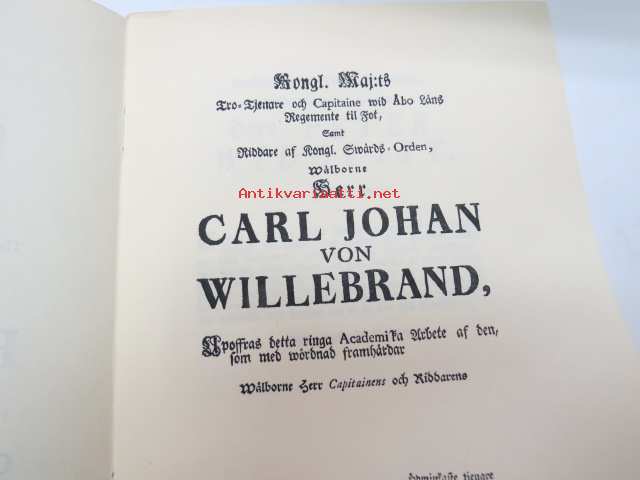 Kongl. Maj:ts
Tro-Tjenare och Capitaine wid Åbo Läns
Regemente til Fot,
Samt
Riddare af Kongl. Swärds-Orden,
Wälborne
Herr
Antikvariaatti.net
CARL JOHAN
VON
WILLEBRAND,
Upoffras detta ringa Academiska Arbete af den,
som med wördnad framhärdar
Wälborne Herr Capitainens och Riddarens
ödmjukaste tjenare